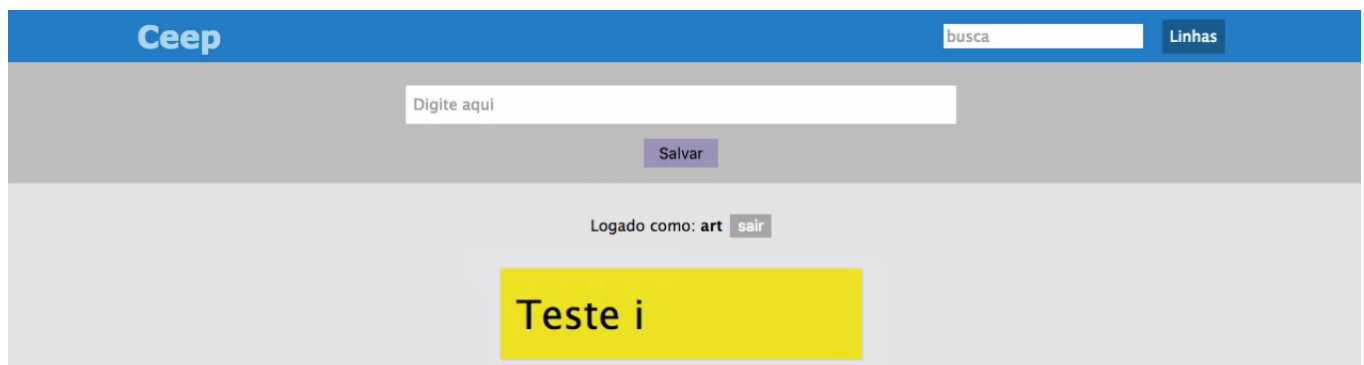 Ceep
busca
Linhas
Digite aqui
Salvar
Logado como: art sair
Teste i